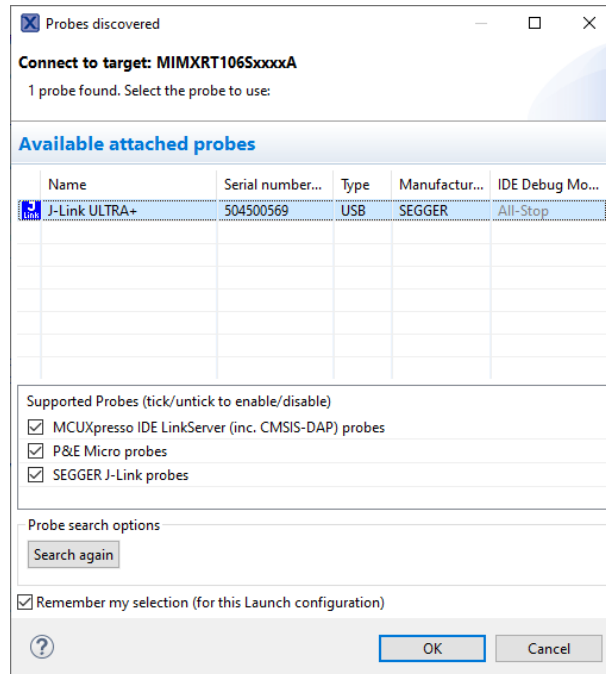 Probes discovered
Connect to target: MIMXRT106SxxxxA
1 probe found. Select the probe to use:
Available attached probes
Name Serial number... Type Manufactur... IDE Debug Mo...
J Link J-Link ULTRA+ 504500569 USB SEGGER All-Stop
Supported Probes (tick/untick to enable/disable)
MCUXpresso IDE LinkServer (inc. CMSIS-DAP) probes
P&E Micro probes
SEGGER J-Link probes
Probe search options
Search again
Remember my selection (for this Launch configuration)
? OK Cancel